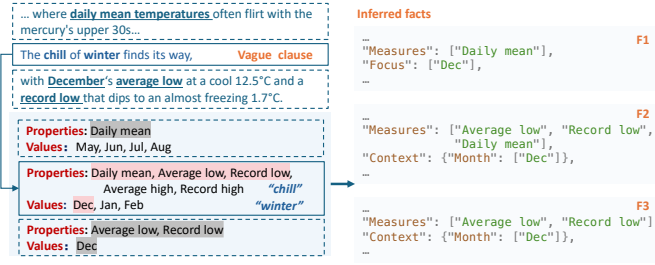 … where daily mean temperatures often flirt with the
mercury's upper 30s…
The chill of winter finds its way, Vague clause
with December's average low at a cool 12.5°C and a
record low that dips to an almost freezing 1.7°C.
Properties: Daily mean
Values: May, Jun, Jul, Aug
Properties: Daily mean, Average low, Record low,
Average high, Record high "chill"
Values: Dec, Jan, Feb "winter"
Properties: Average low, Record low
Values: Dec
Inferred facts
… F1
"Measures": ["Daily mean"],
"Focus": ["Dec"],
…
… F2
"Measures": ["Average low", "Record low",
"Daily mean"],
"Context": {"Month": ["Dec"]},
…
… F3
"Measures": ["Average low", "Record low"]
"Context": {"Month": ["Dec"]},
…